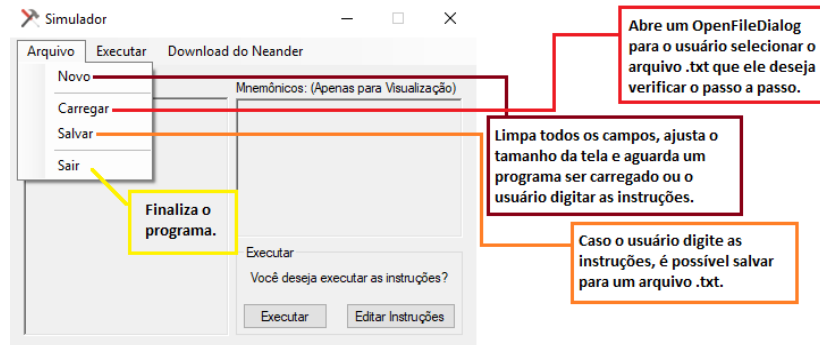 Simulador
Arquivo Executar Download do Neander
Novo
Carregar
Salvar
Sair
Mnemônicos: (Apenas para Visualização)
Executar
Você deseja executar as instruções?
Executar Editar Instruções
Abre um OpenFileDialog
para o usuário selecionar o
arquivo .txt que ele deseja
verificar o passo a passo.
Limpa todos os campos, ajusta o
tamanho da tela e aguarda um
programa ser carregado ou o
usuário digitar as instruções.
Finaliza o
programa.
Caso o usuário digite as
instruções, é possível salvar
para um arquivo .txt.